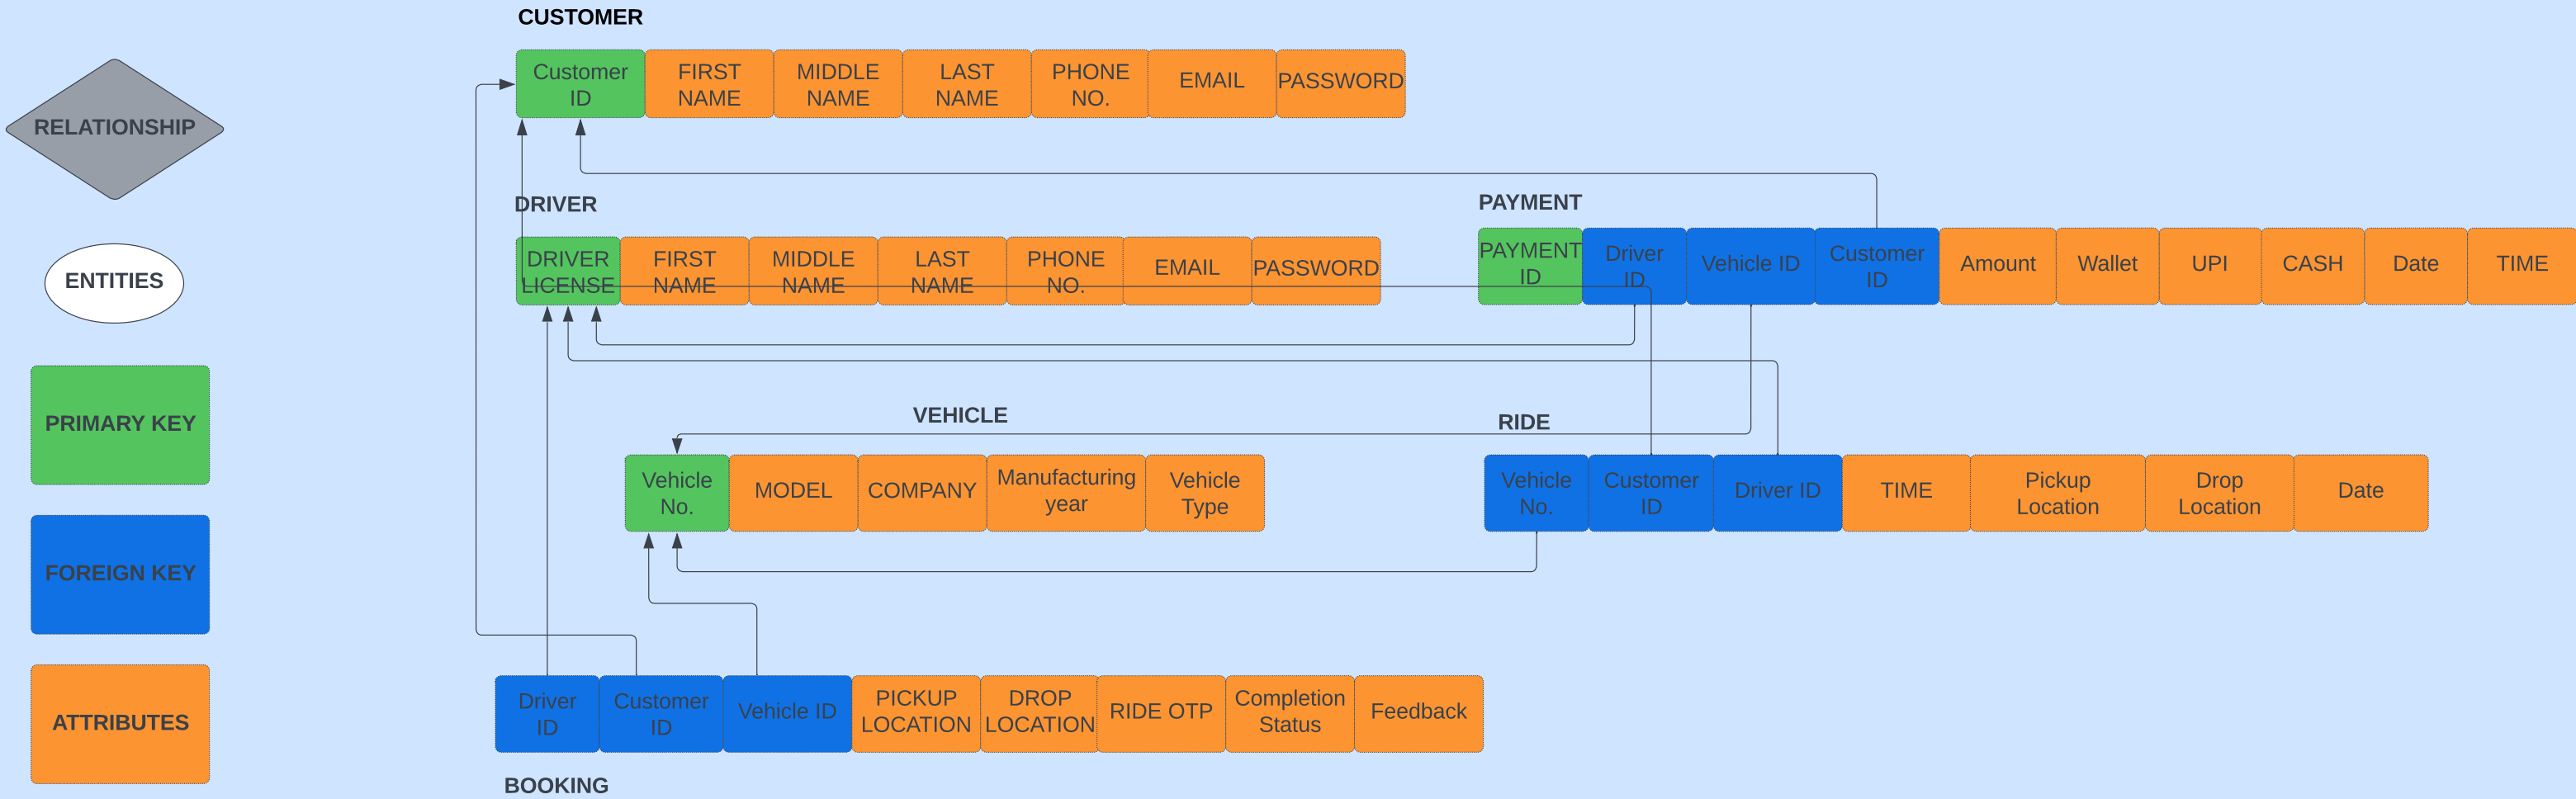 CUSTOMER
Customer
ID
FIRST
NAME
MIDDLE
NAME
LAST
NAME
PHONE
NO.
EMAIL
PASSWORD
RELATIONSHIP
ENTITIES
PRIMARY KEY
FOREIGN KEY
ATTRIBUTES
DRIVER
DRIVER
LICENSE
FIRST
NAME
MIDDLE
NAME
LAST
NAME
PHONE
NO.
EMAIL
PASSWORD
PAYMENT
PAYMENT
ID
Driver
ID
Vehicle ID
Customer
ID
Amount
Wallet
UPI
CASH
Date
TIME
VEHICLE
Vehicle
No.
MODEL
COMPANY
Manufacturing
year
Vehicle
Type
RIDE
Vehicle
No.
Customer
ID
Driver ID
TIME
Pickup
Location
Drop
Location
Date
Driver
ID
Customer
ID
Vehicle ID
PICKUP
LOCATION
DROP
LOCATION
RIDE OTP
Completion
Status
Feedback
BOOKING